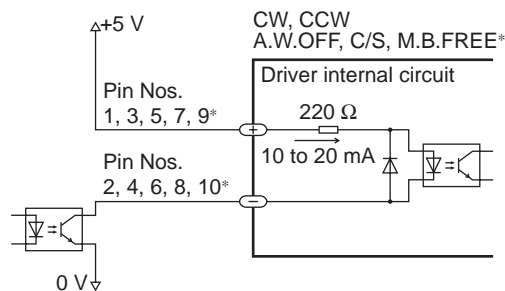 +5 V
CW, CCW
A.W.OFF, C/S, M.B.FREE*
Driver internal circuit
Pin Nos.
1, 3, 5, 7, 9*
220 Ω
+
10 to 20 mA
Pin Nos.
2, 4, 6, 8, 10*
−
0 V